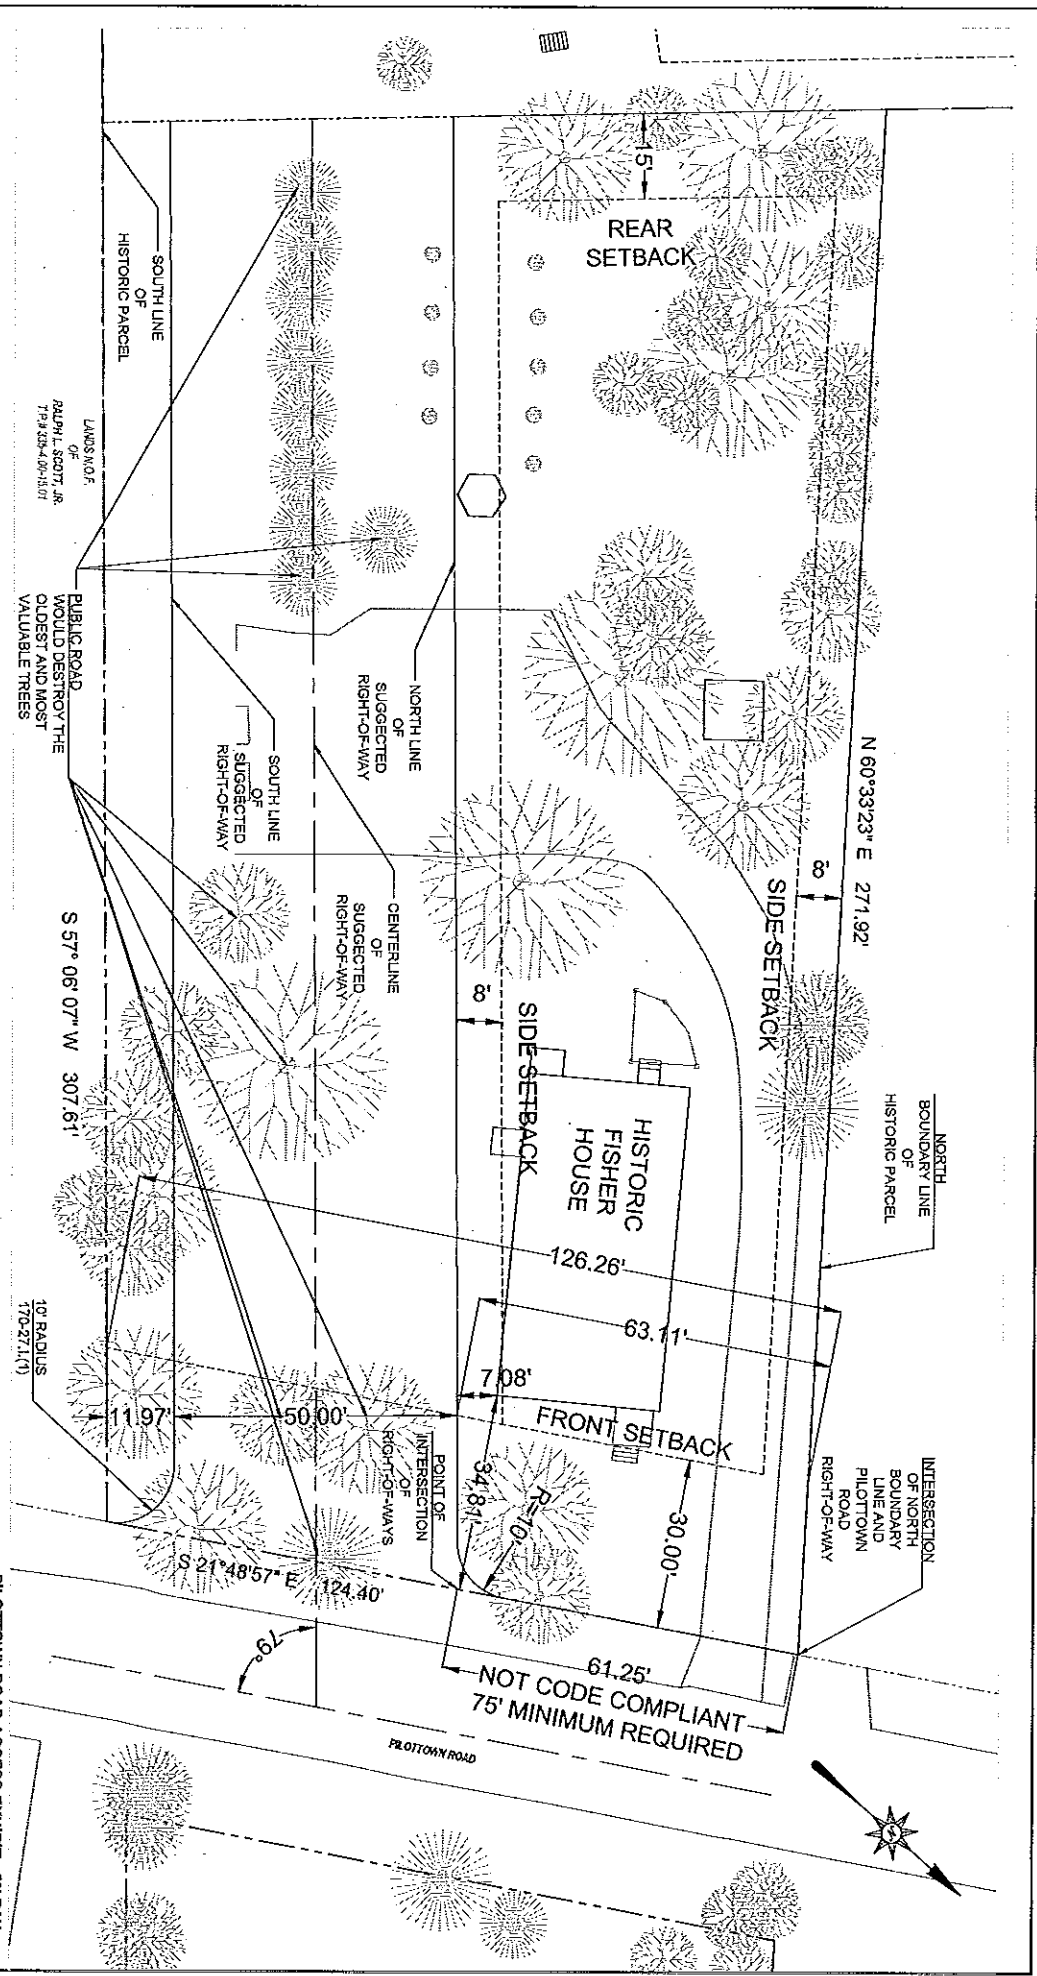 15'
REAR
SETBACK
SOUTH LINE
OF
HISTORIC PARCEL
LANDS N.O.F.
OF
RALPH L. SCOTT, JR.
PUBLIC ROAD
WOULD DESTROY THE
OLDEST AND MOST
VALUABLE TREES
NORTH LINE
OF
SUGGESTED
RIGHT-OF-WAY
SOUTH LINE
OF
SUGGESTED
RIGHT-OF-WAY
CENTERLINE
OF
SUGGESTED
RIGHT-OF-WAY
N 60°33'23" E 271.92'
8'
SIDE SETBACK
8'
SIDE SETBACK
S 57° 06' 07" W 307.61'
NORTH
BOUNDARY LINE
OF
HISTORIC PARCEL
HISTORIC
FISHER
HOUSE
126.26'
63.11'
7.08'
FRONT SETBACK
11.97'
50.00'
10' RADIUS
170-27.1.(1)
POINT OF
INTERSECTION
OF
RIGHT-OF-WAYS
34.81'
R=10'
30.00'
INTERSECTION
OF NORTH
BOUNDARY
LINE AND
PILOTTOWN
ROAD
RIGHT-OF-WAY
S 21°48'57" E 124.40'
79°
61.25'
NOT CODE COMPLIANT
75' MINIMUM REQUIRED
PILOTTOWN ROAD
N